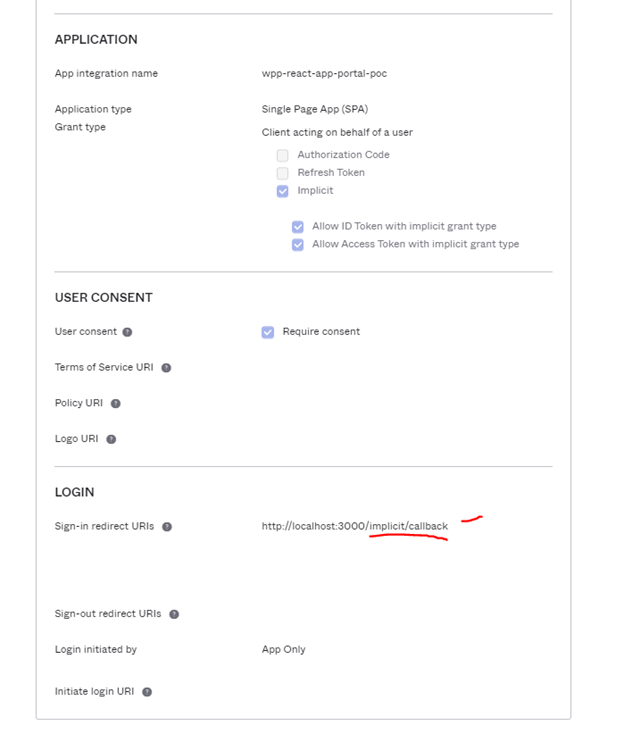 APPLICATION
App integration name wpp-react-app-portal-poc
Application type Single Page App (SPA)
Grant type Client acting on behalf of a user
Authorization Code
Refresh Token
Implicit
Allow ID Token with implicit grant type
Allow Access Token with implicit grant type
USER CONSENT
User consent ? Require consent
Terms of Service URI ?
Policy URI ?
Logo URI ?
LOGIN
Sign-in redirect URIs ? http://localhost:3000/implicit/callback
Sign-out redirect URIs ?
Login initiated by App Only
Initiate login URI ?